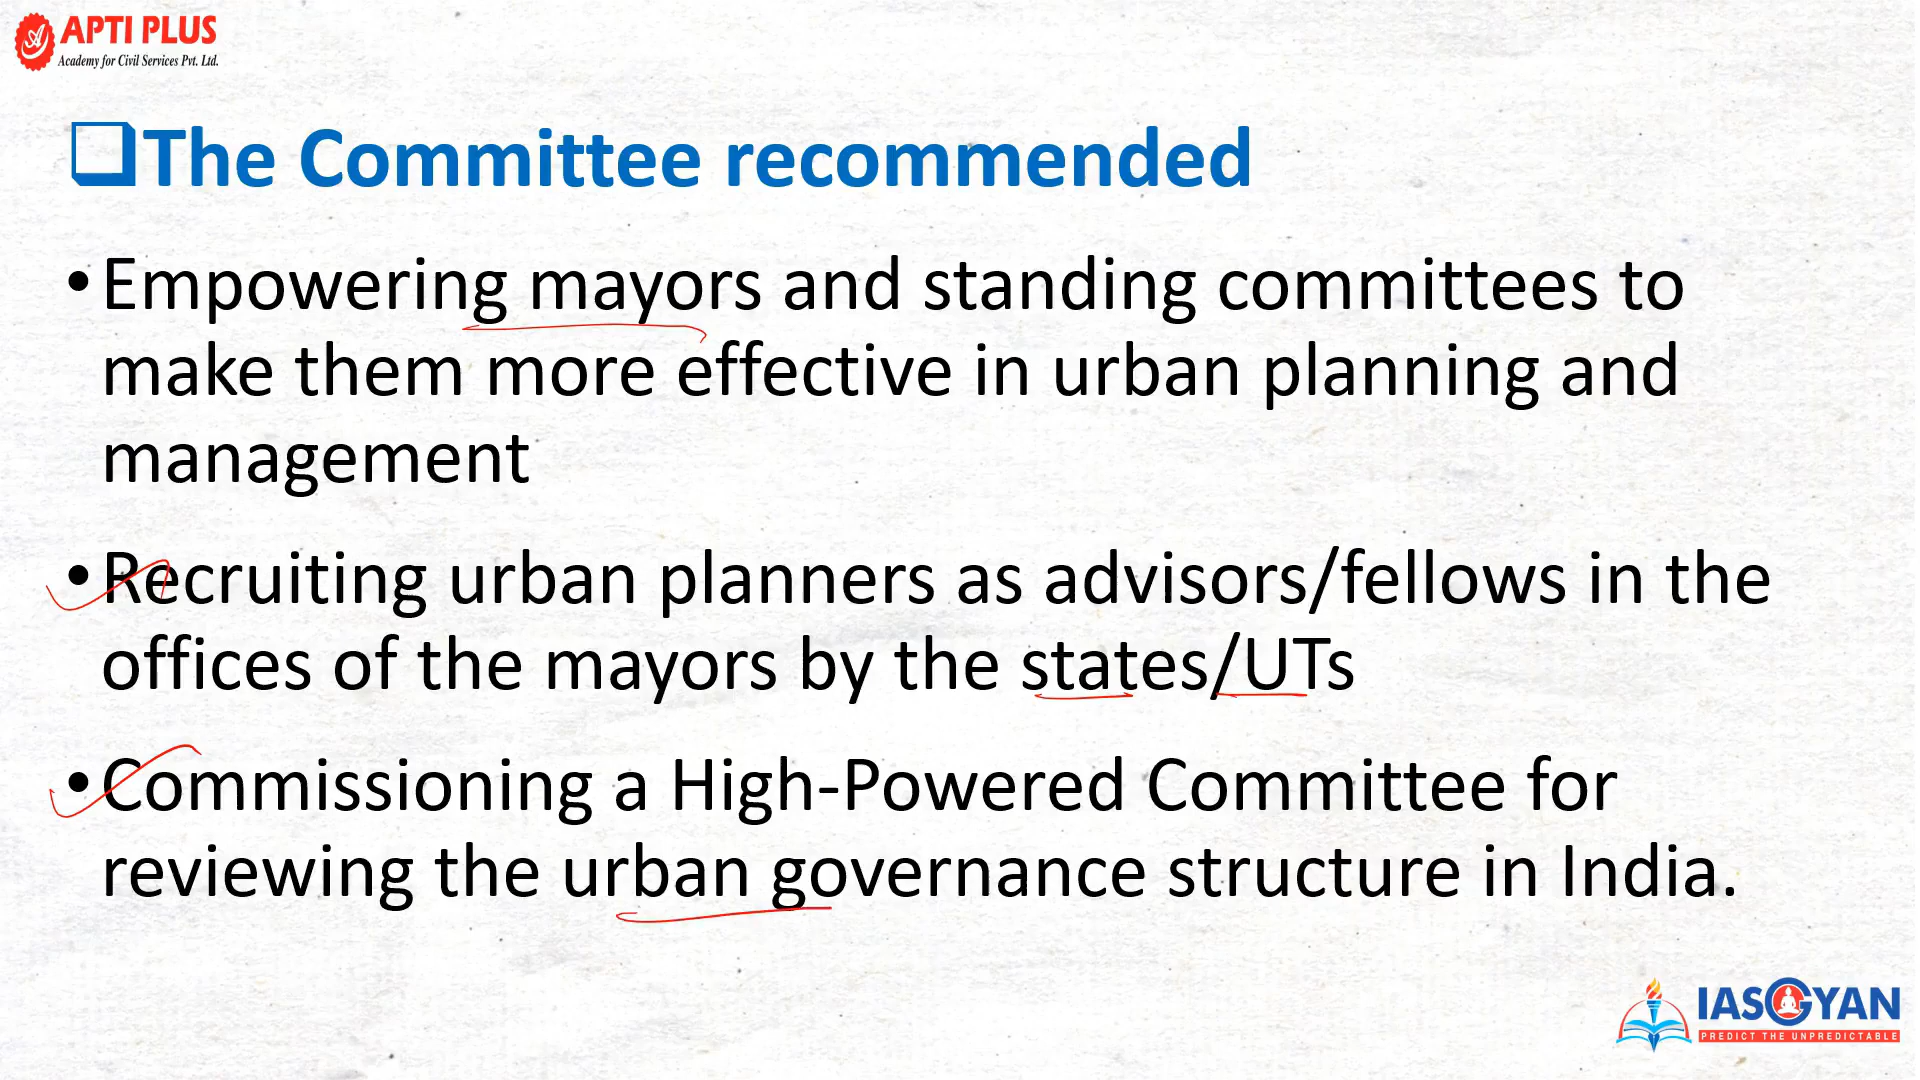 APTI PLUS
Academy for Civil Services Pvt. Ltd.
❑The Committee recommended
•Empowering mayors and standing committees to
make them more effective in urban planning and
management
•Recruiting urban planners as advisors/fellows in the
offices of the mayors by the states/UTs
•Commissioning a High-Powered Committee for
reviewing the urban governance structure in India.
IASGYAN
PREDICT THE UNPREDICTABLE